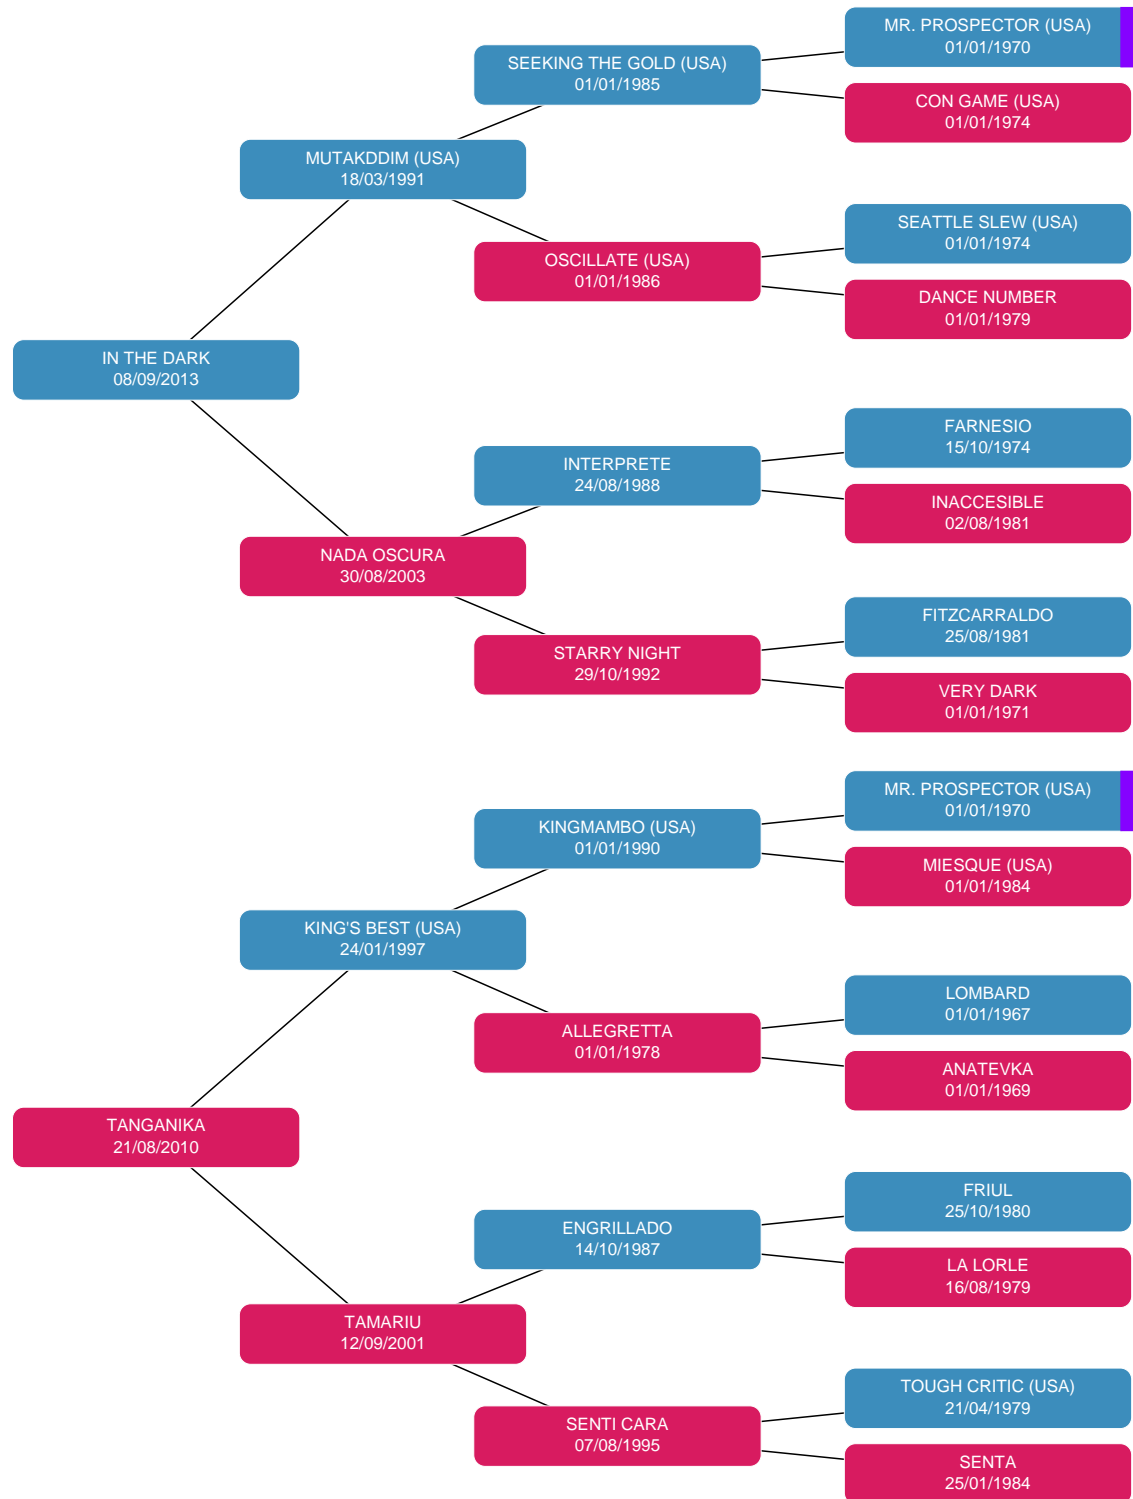 MR. PROSPECTOR (USA)
01/01/1970
SEEKING THE GOLD (USA)
01/01/1985
CON GAME (USA)
01/01/1974
MUTAKDDIM (USA)
18/03/1991
SEATTLE SLEW (USA)
01/01/1974
OSCILLATE (USA)
01/01/1986
DANCE NUMBER
01/01/1979
IN THE DARK
08/09/2013
FARNESIO
15/10/1974
INTERPRETE
24/08/1988
INACCESIBLE
02/08/1981
NADA OSCURA
30/08/2003
FITZCARRALDO
25/08/1981
STARRY NIGHT
29/10/1992
VERY DARK
01/01/1971
MR. PROSPECTOR (USA)
01/01/1970
KINGMAMBO (USA)
01/01/1990
MIESQUE (USA)
01/01/1984
KING'S BEST (USA)
24/01/1997
LOMBARD
01/01/1967
ALLEGRETTA
01/01/1978
ANATEVKA
01/01/1969
TANGANIKA
21/08/2010
FRIUL
25/10/1980
ENGRILLADO
14/10/1987
LA LORLE
16/08/1979
TAMARIU
12/09/2001
TOUGH CRITIC (USA)
21/04/1979
SENTI CARA
07/08/1995
SENTA
25/01/1984